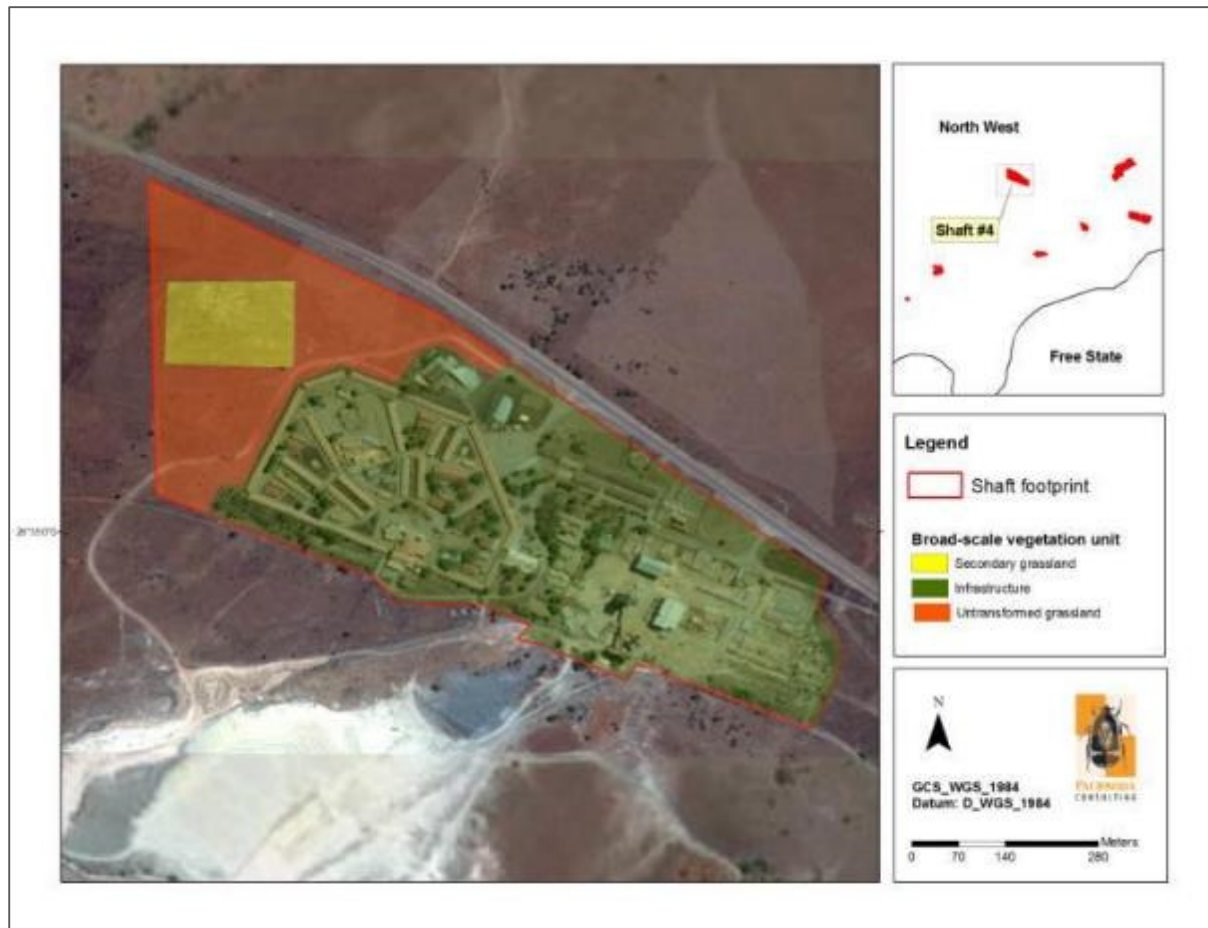 North West
Shaft #4
Free State
Legend
Shaft footprint
Broad-scale vegetation unit
Secondary grassland
Infrastructure
Untransformed grassland
N
GCS_WGS_1984
Datum: D_WGS_1984
CONSULTING
Meters
0 70 140 280